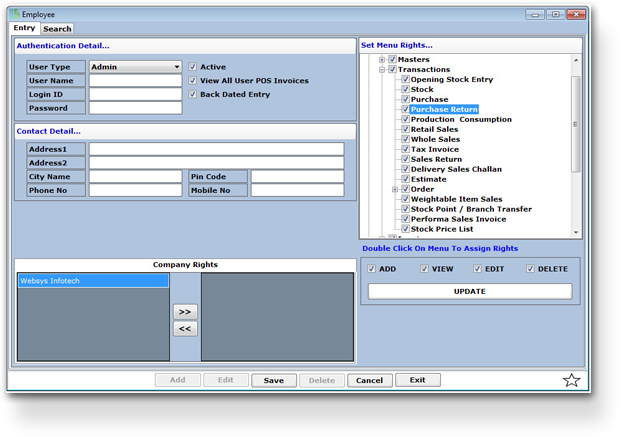 Employee
Entry Search
Authentication Detail...
User Type Admin Active
User Name View All User POS Invoices
Login ID Back Dated Entry
Password
Contact Detail...
Address1
Address2
City Name Pin Code
Phone No Mobile No
Company Rights
Websys Infotech
>>
<<
Set Menu Rights...
Masters
Transactions
Opening Stock Entry
Stock
Purchase
Purchase Return
Production Consumption
Retail Sales
Whole Sales
Tax Invoice
Sales Return
Delivery Sales Challan
Estimate
Order
Weightable Item Sales
Stock Point / Branch Transfer
Performa Sales Invoice
Stock Price List
Double Click On Menu To Assign Rights
ADD VIEW EDIT DELETE
UPDATE
Add Edit Save Delete Cancel Exit